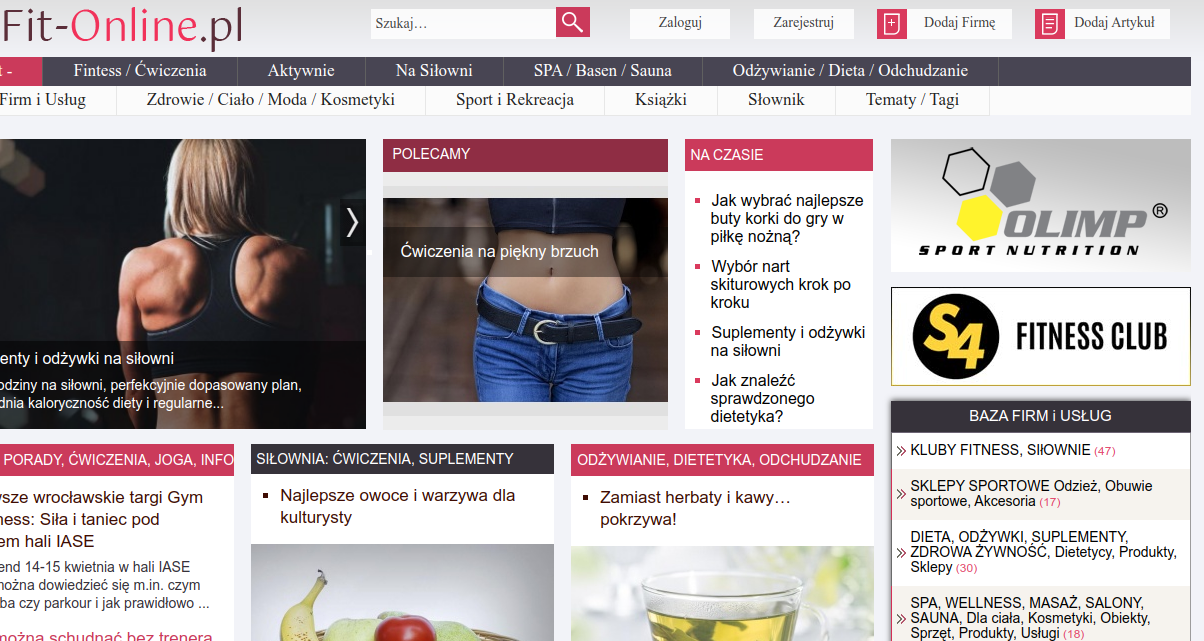 Fit-Online.pl
Szukaj...
Zaloguj
Zarejestruj
Dodaj Firmę
Dodaj Artykuł
t -
Fintess / Ćwiczenia
Aktywnie
Na Siłowni
SPA / Basen / Sauna
Odżywianie / Dieta / Odchudzanie
Firm i Usług
Zdrowie / Ciało / Moda / Kosmetyki
Sport i Rekreacja
Książki
Słownik
Tematy / Tagi
enty i odżywki na siłowni
odziny na siłowni, perfekcyjnie dopasowany plan,
dnia kaloryczność diety i regularne...
POLECAMY
Ćwiczenia na piękny brzuch
NA CZASIE
Jak wybrać najlepsze
buty korki do gry w
piłkę nożną?
Wybór nart
skiturowych krok po
kroku
Suplementy i odżywki
na siłowni
Jak znaleźć
sprawdzonego
dietetyka?
OLIMP ®
SPORT NUTRITION
S4 FITNESS CLUB
BAZA FIRM i USŁUG
KLUBY FITNESS, SIŁOWNIE (47)
SKLEPY SPORTOWE Odzież, Obuwie
sportowe, Akcesoria (17)
DIETA, ODŻYWKI, SUPLEMENTY,
ZDROWA ŻYWNOŚĆ, Dietetycy, Produkty,
Sklepy (30)
SPA, WELLNESS, MASAŻ, SALONY,
SAUNA, Dla ciała, Kosmetyki, Obiekty,
Sprzęt, Produkty, Usługi (18)
PORADY, ĆWICZENIA, JOGA, INFO
wsze wrocławskie targi Gym
ness: Siła i taniec pod
em hali IASE
end 14-15 kwietnia w hali IASE
można dowiedzieć się m.in. czym
ba czy parkour i jak prawidłowo ...
można schudnąć bez trenera
SIŁOWNIA: ĆWICZENIA, SUPLEMENTY
Najlepsze owoce i warzywa dla
kulturysty
ODŻYWIANIE, DIETETYKA, ODCHUDZANIE
Zamiast herbaty i kawy…
pokrzywa!